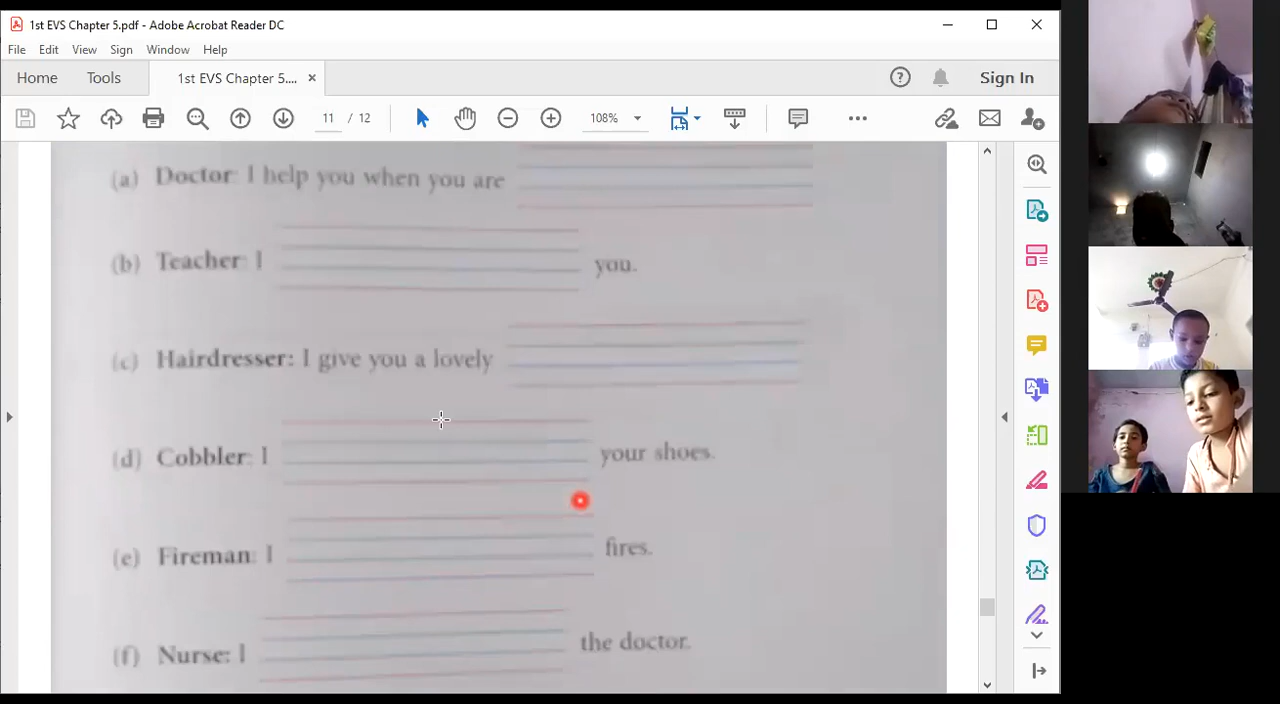 1st EVS Chapter 5.pdf - Adobe Acrobat Reader DC
File Edit View Sign Window Help
Home Tools 1st EVS Chapter 5.... × Sign In
11 / 12 108%
(a) Doctor: I help you when you are
(b) Teacher: I you.
(c) Hairdresser: I give you a lovely
(d) Cobbler: I your shoes.
(e) Fireman: I fires.
(f) Nurse: I the doctor.